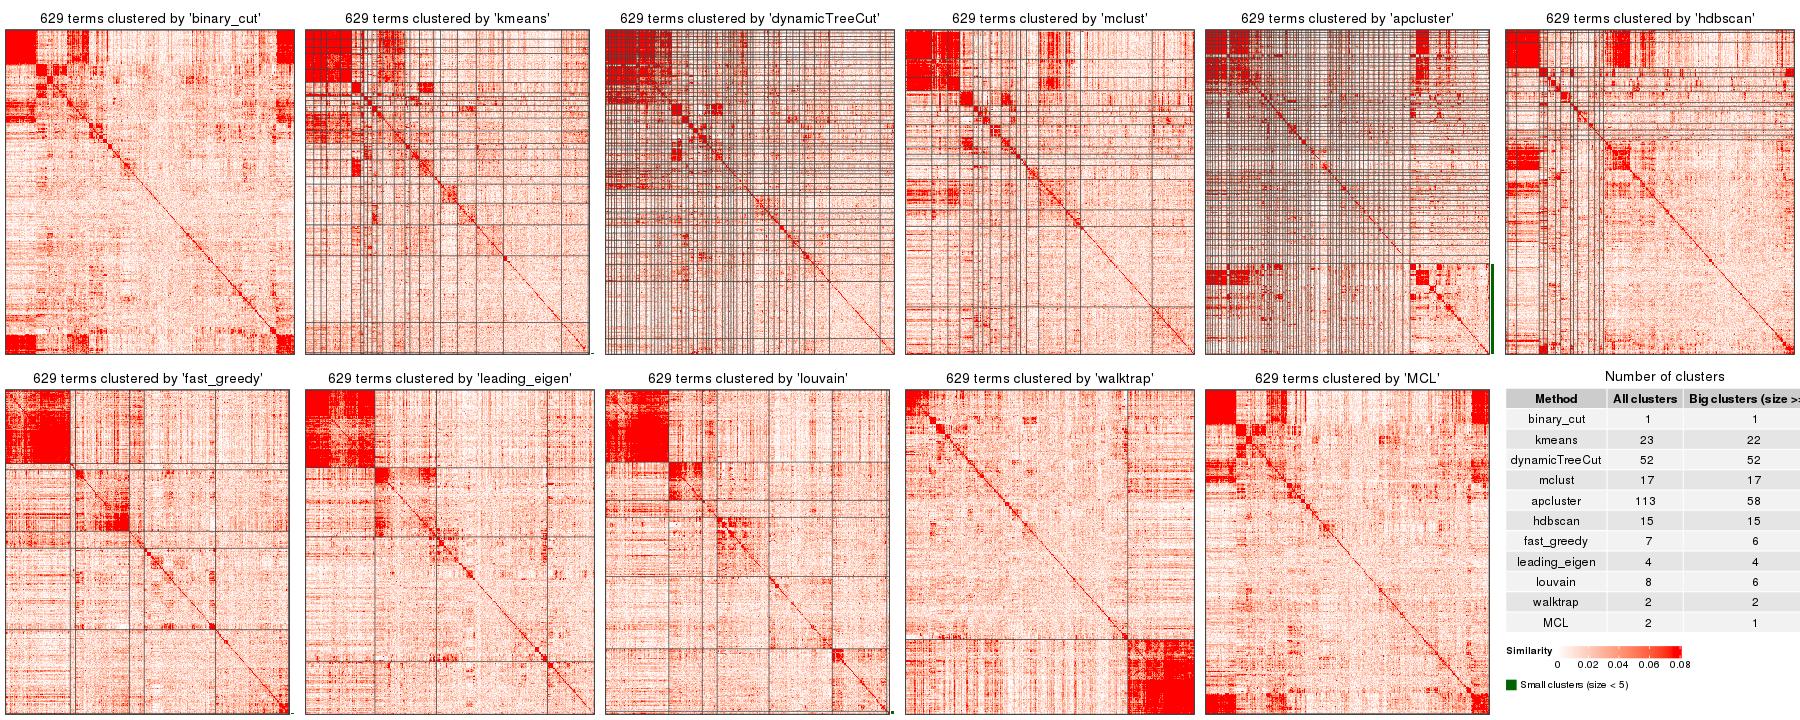 629 terms clustered by 'binary_cut'
629 terms clustered by 'kmeans'
629 terms clustered by 'dynamicTreeCut'
629 terms clustered by 'mclust'
629 terms clustered by 'apcluster'
629 terms clustered by 'hdbscan'
629 terms clustered by 'fast_greedy'
629 terms clustered by 'leading_eigen'
629 terms clustered by 'louvain'
629 terms clustered by 'walktrap'
629 terms clustered by 'MCL'
Number of clusters
Method All clusters Big clusters (size >=
binary_cut 1 1
kmeans 23 22
dynamicTreeCut 52 52
mclust 17 17
apcluster 113 58
hdbscan 15 15
fast_greedy 7 6
leading_eigen 4 4
louvain 8 6
walktrap 2 2
MCL 2 1
Similarity
0 0.02 0.04 0.06 0.08
Small clusters (size < 5)